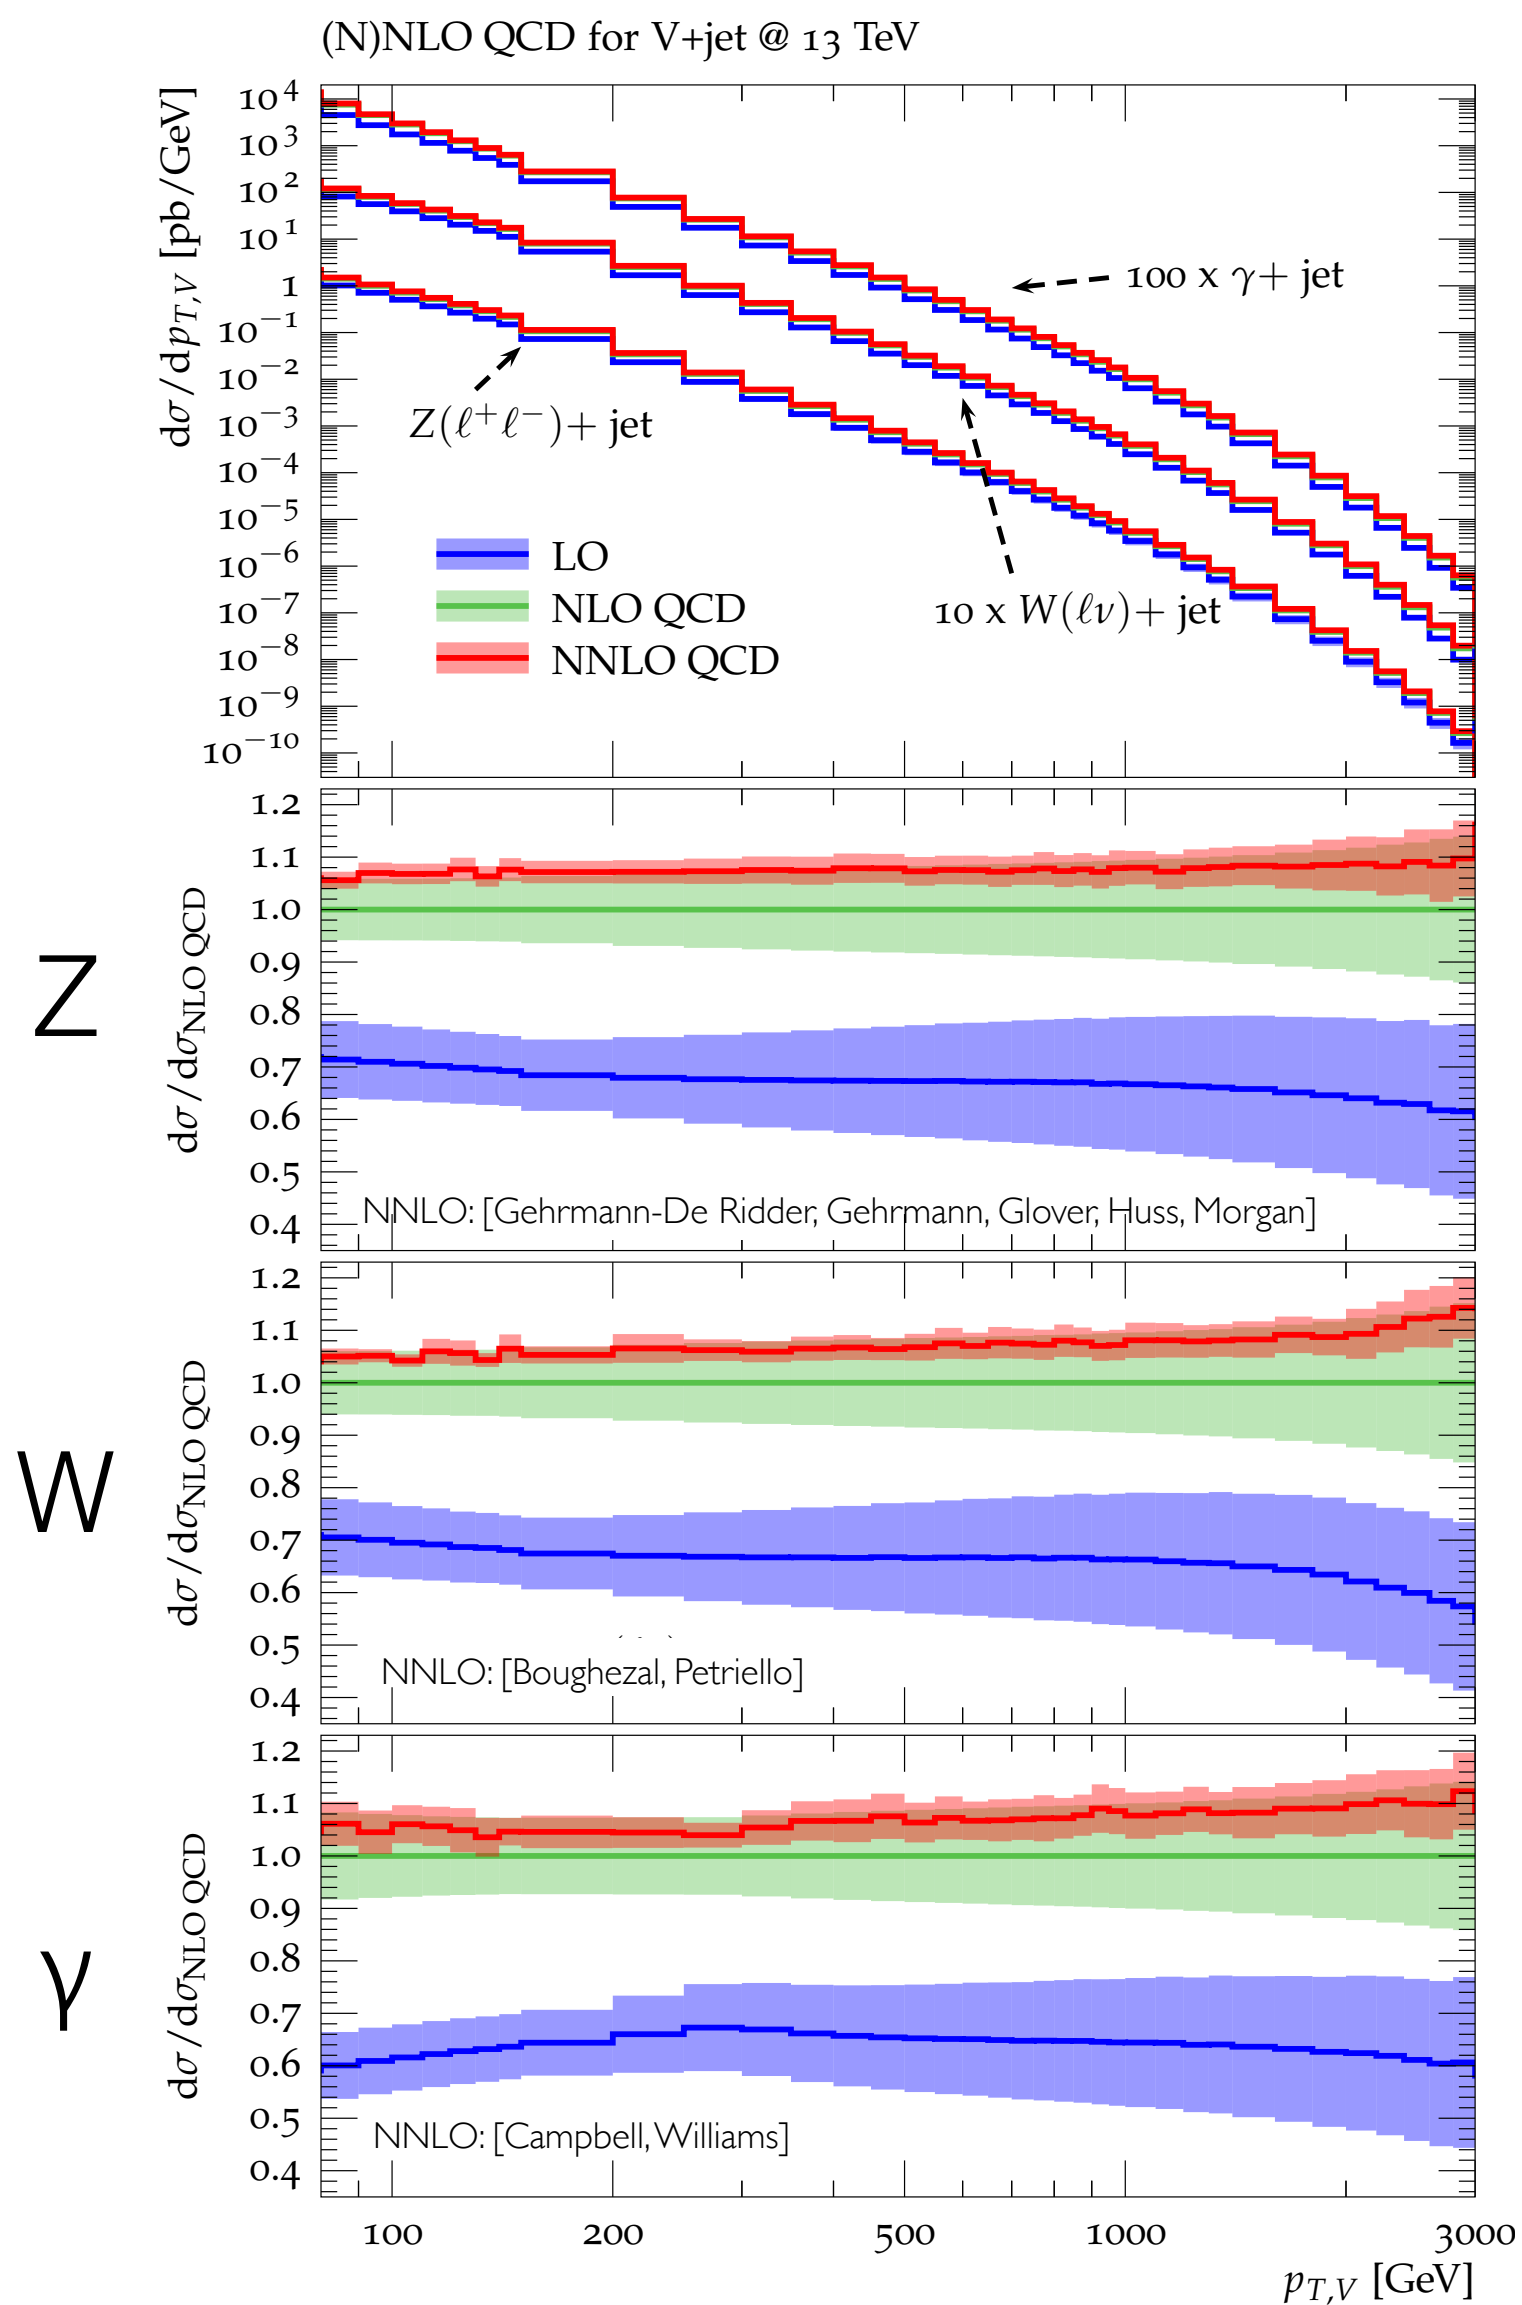 (N)NLO QCD for V+jet @ 13 TeV
dσ/dp_{T,V} [pb/GeV]
10^4
10^3
10^2
10^1
1
10^{−1}
10^{−2}
10^{−3}
10^{−4}
10^{−5}
10^{−6}
10^{−7}
10^{−8}
10^{−9}
10^{−10}
100 x γ+ jet
Z(ℓ^+ℓ^−)+ jet
10 x W(ℓν)+ jet
LO
NLO QCD
NNLO QCD
Z
dσ/dσ_{NLO QCD}
1.2
1.1
1.0
0.9
0.8
0.7
0.6
0.5
0.4
NNLO: [Gehrmann-De Ridder, Gehrmann, Glover, Huss, Morgan]
W
dσ/dσ_{NLO QCD}
1.2
1.1
1.0
0.9
0.8
0.7
0.6
0.5
0.4
NNLO: [Boughezal, Petriello]
γ
dσ/dσ_{NLO QCD}
1.2
1.1
1.0
0.9
0.8
0.7
0.6
0.5
0.4
NNLO: [Campbell, Williams]
100 200 500 1000 3000
p_{T,V} [GeV]